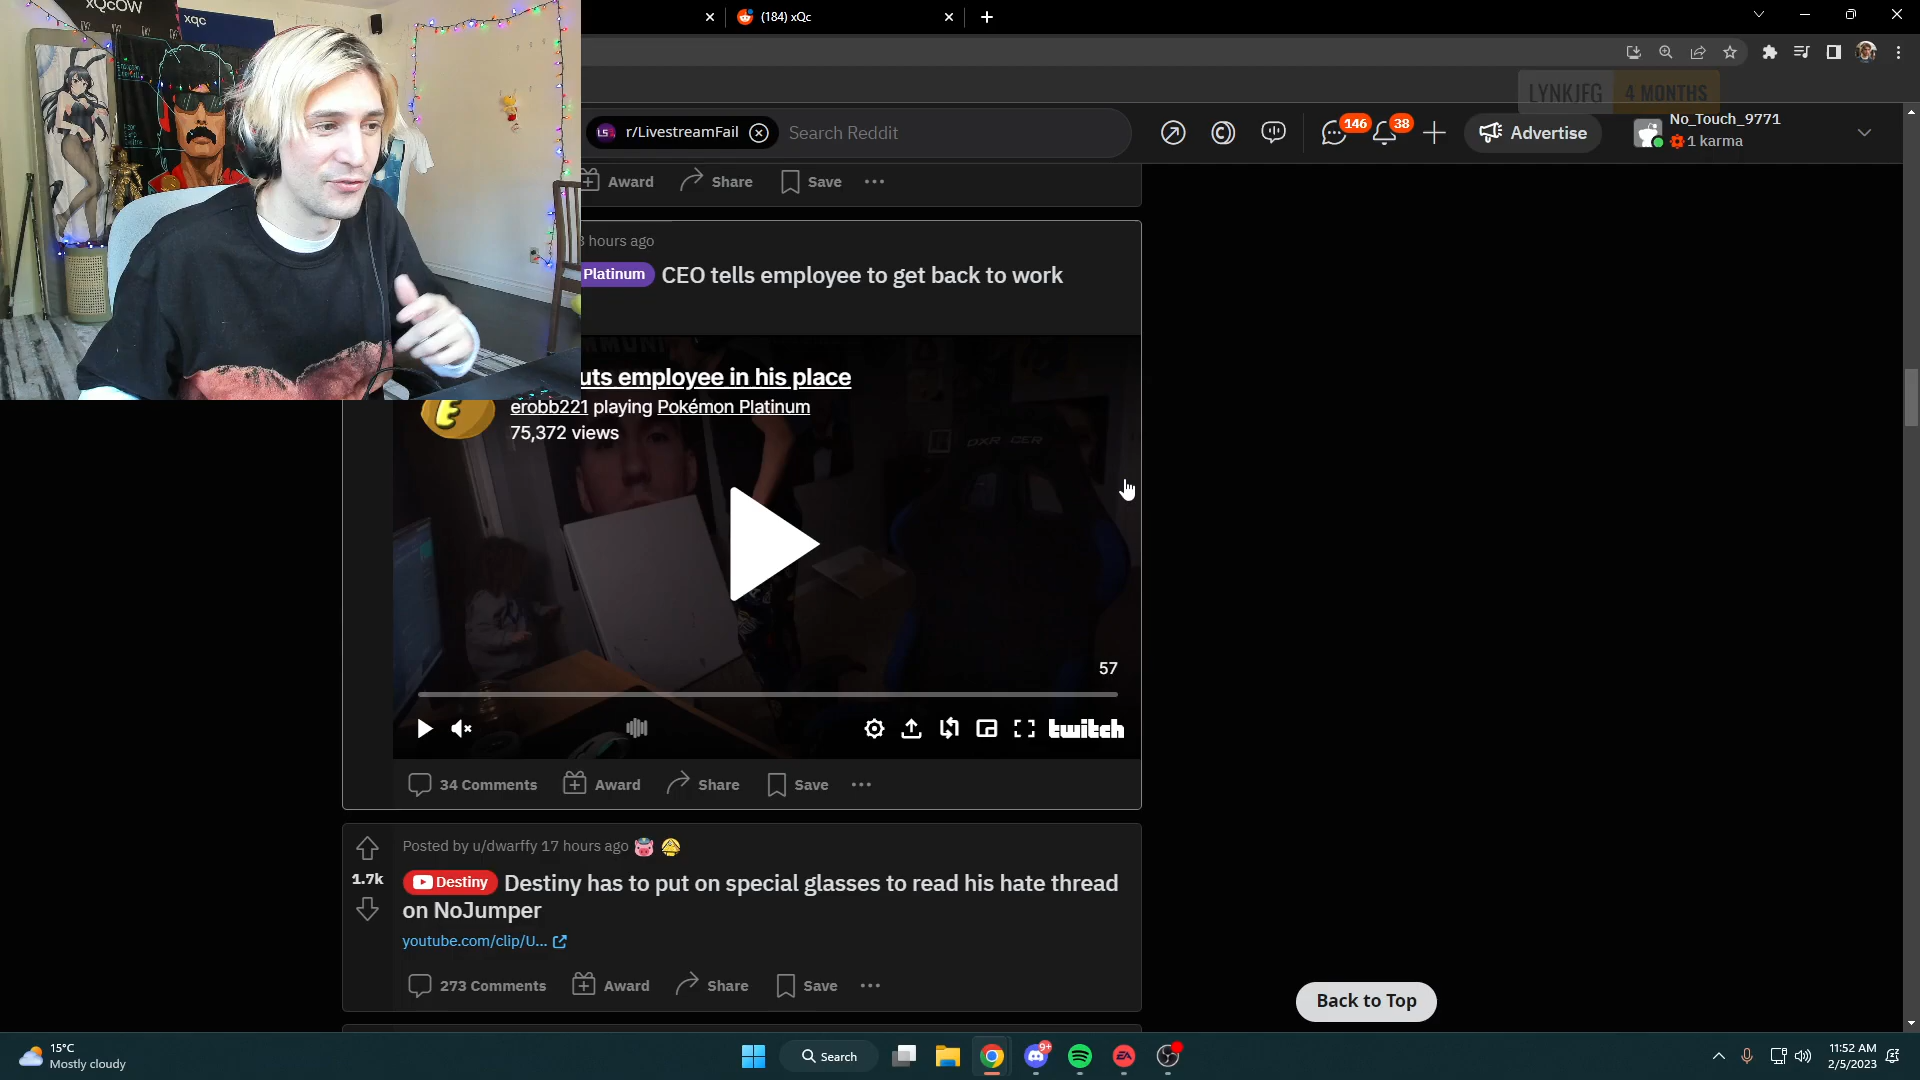 xQcOW
xqc
(184) xQc
LYNKJFG 4 MONTHS
r/LivestreamFail
Search Reddit
146
38
Advertise
No_Touch_9771
1 karma
Award
Share
Save
hours ago
Platinum
CEO tells employee to get back to work
uts employee in his place
erobb221 playing Pokémon Platinum
75,372 views
E
57
twitch
34 Comments
Award
Share
Save
Posted by u/dwarffy 17 hours ago
1.7k
Destiny
Destiny has to put on special glasses to read his hate thread
on NoJumper
youtube.com/clip/U...
273 Comments
Award
Share
Save
Back to Top
15°C
Mostly cloudy
Search
9+
EA
11:52 AM
2/5/2023